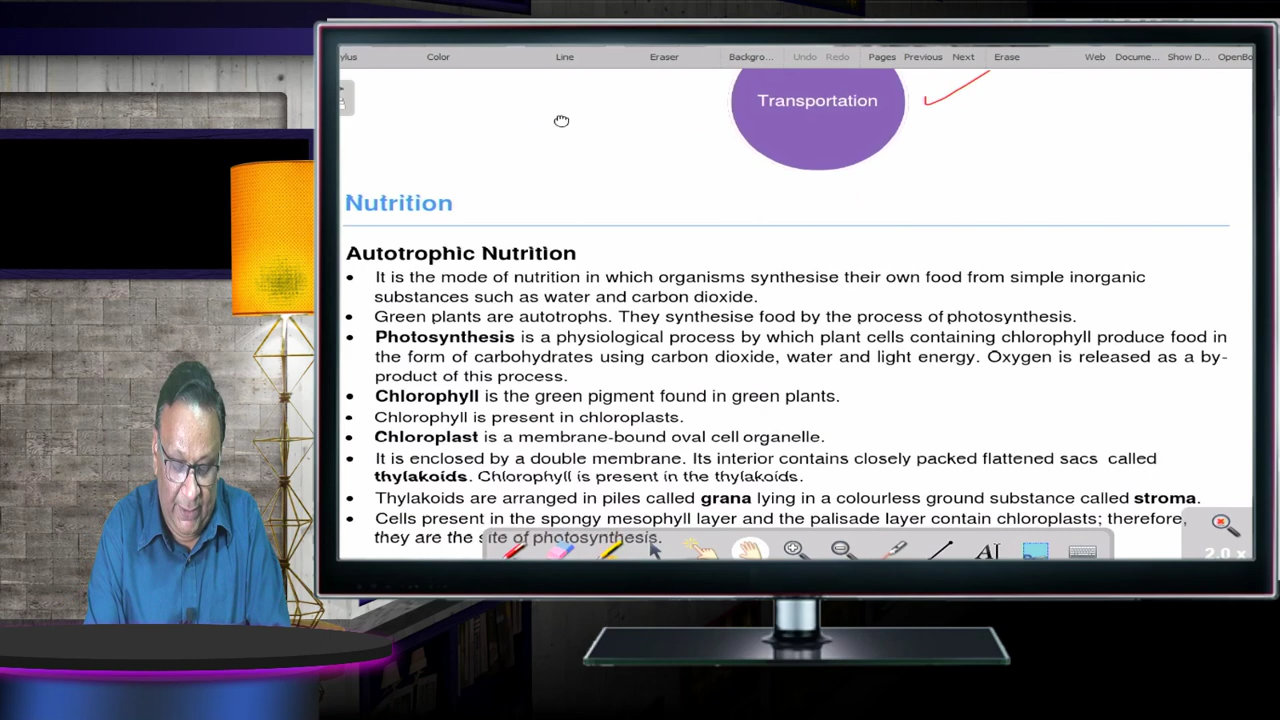 ylus Color Line Eraser Backgro... Undo Redo Pages Previous Next Erase Web Docume... Show D... OpenBo
Transportation
Nutrition
Autotrophic Nutrition
• It is the mode of nutrition in which organisms synthesise their own food from simple inorganic
substances such as water and carbon dioxide.
• Green plants are autotrophs. They synthesise food by the process of photosynthesis.
• Photosynthesis is a physiological process by which plant cells containing chlorophyll produce food in
the form of carbohydrates using carbon dioxide, water and light energy. Oxygen is released as a by-
product of this process.
• Chlorophyll is the green pigment found in green plants.
• Chlorophyll is present in chloroplasts.
• Chloroplast is a membrane-bound oval cell organelle.
• It is enclosed by a double membrane. Its interior contains closely packed flattened sacs called
thylakoids. Chlorophyll is present in the thylakoids.
• Thylakoids are arranged in piles called grana lying in a colourless ground substance called stroma.
• Cells present in the spongy mesophyll layer and the palisade layer contain chloroplasts; therefore,
they are the site of photosynthesis.
AI
2.0 x